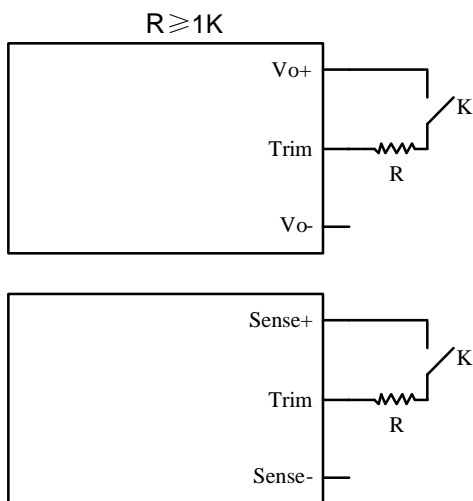 R≥1K
Vo+
K
Trim
R
Vo-
Sense+
K
Trim
R
Sense-